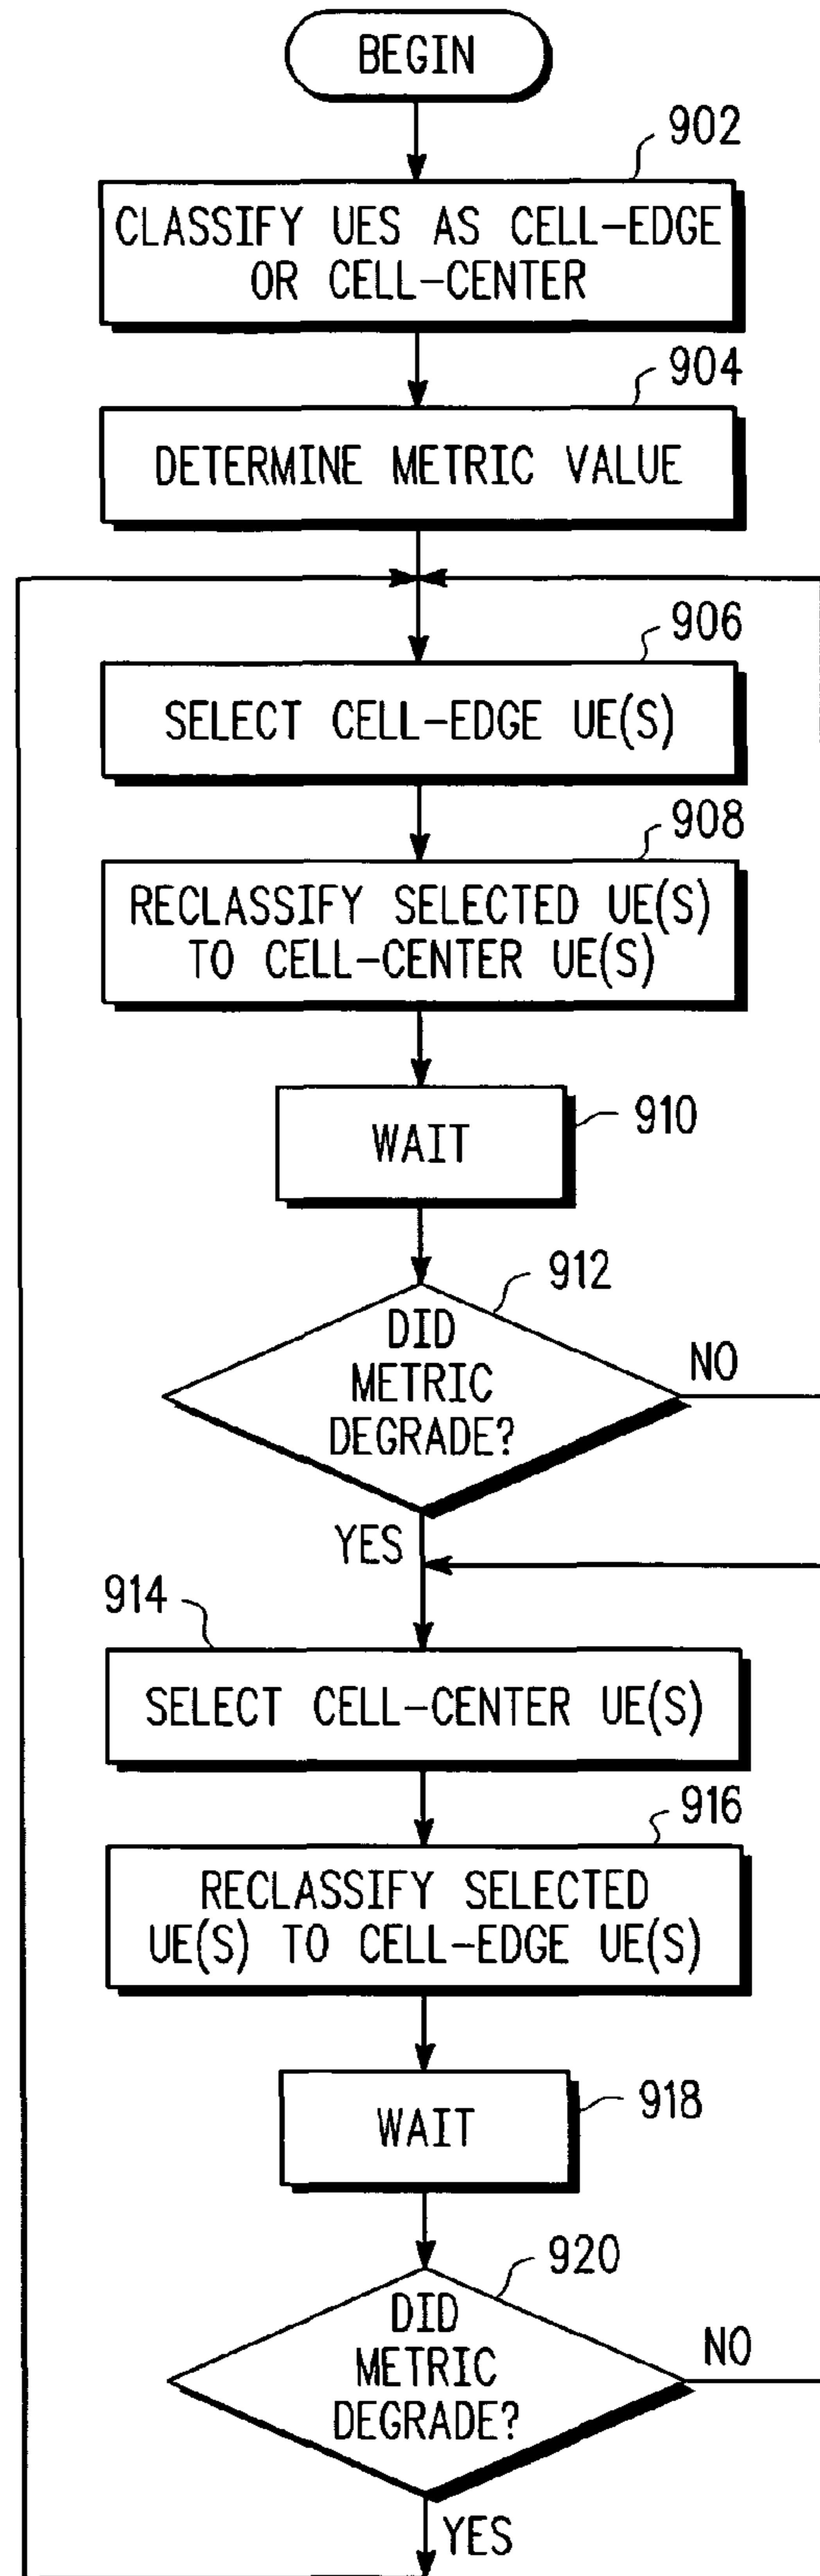 BEGIN
902
CLASSIFY UES AS CELL-EDGE
OR CELL-CENTER
904
DETERMINE METRIC VALUE
906
SELECT CELL-EDGE UE(S)
908
RECLASSIFY SELECTED UE(S)
TO CELL-CENTER UE(S)
910
WAIT
912
DID
METRIC
DEGRADE?
NO
YES
914
SELECT CELL-CENTER UE(S)
916
RECLASSIFY SELECTED
UE(S) TO CELL-EDGE UE(S)
918
WAIT
920
DID
METRIC
DEGRADE?
NO
YES